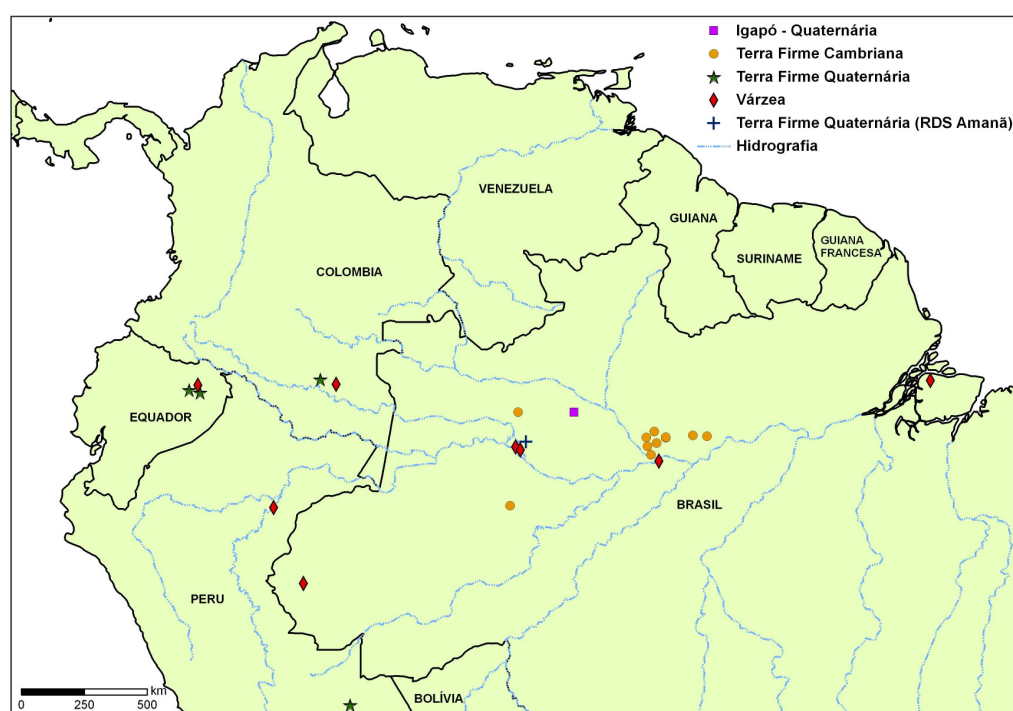 Igapó - Quaternária
Terra Firme Cambriana
Terra Firme Quaternária
Várzea
Terra Firme Quaternária (RDS Amanã)
Hidrografia
VENEZUELA
GUIANA
SURINAME
GUIANA
FRANCESA
COLOMBIA
EQUADOR
BRASIL
PERU
BOLÍVIA
km
0 250 500